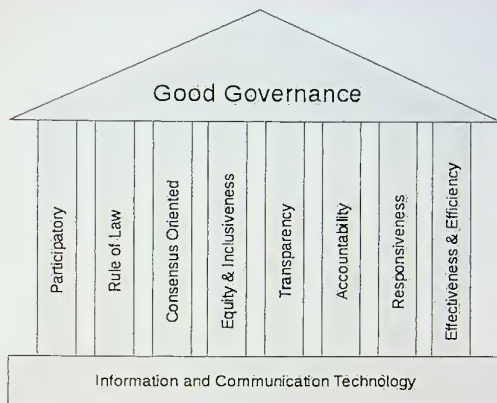 Good Governance
Participatory
Rule of Law
Consensus Oriented
Equity & Inclusiveness
Transparency
Accountability
Responsiveness
Effectiveness & Efficiency
Information and Communication Technology